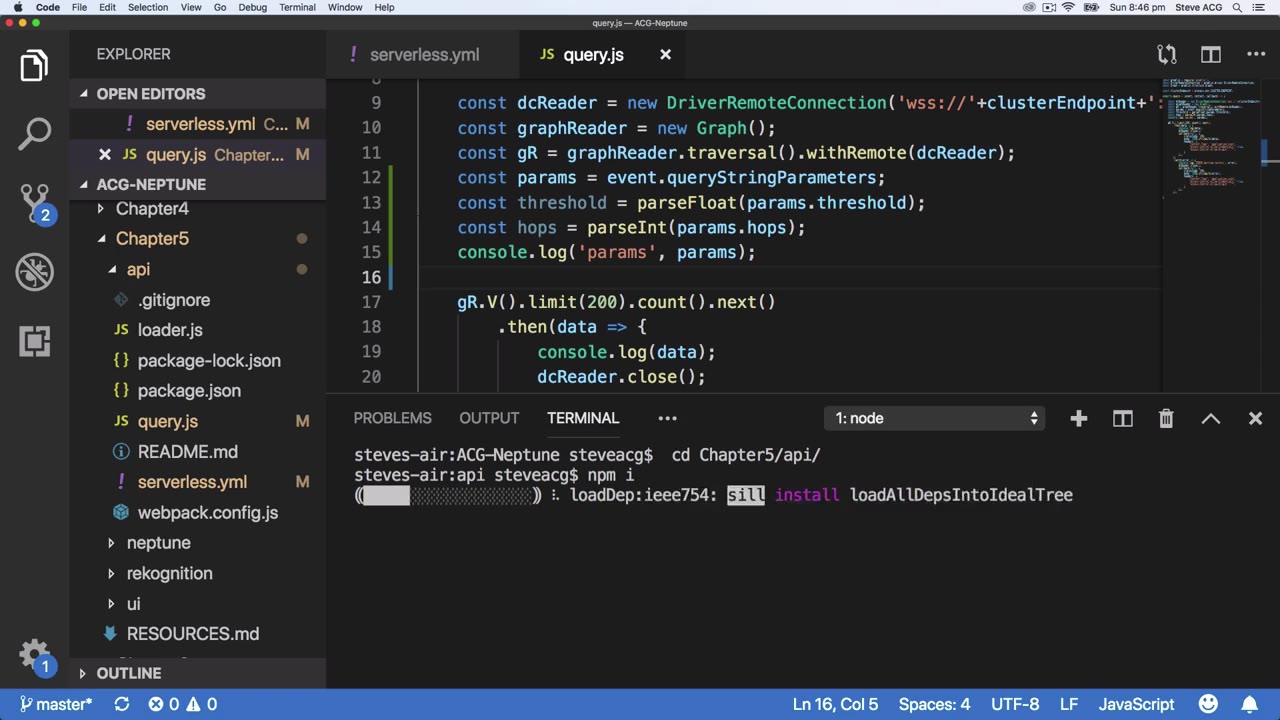 Code File Edit Selection View Go Debug Terminal Window Help Sun 8:46 pm Steve ACG
query.js — ACG-Neptune
EXPLORER
! serverless.yml
JS query.js
OPEN EDITORS
! serverless.yml C... M
JS query.js Chapter... M
ACG-NEPTUNE
Chapter4
Chapter5
api
.gitignore
JS loader.js
{} package-lock.json
{} package.json
JS query.js M
README.md
! serverless.yml M
webpack.config.js
neptune
rekognition
ui
RESOURCES.md
OUTLINE
2
1
8
9 const dcReader = new DriverRemoteConnection('wss://'+clusterEndpoint+':
10 const graphReader = new Graph();
11 const gR = graphReader.traversal().withRemote(dcReader);
12 const params = event.queryStringParameters;
13 const threshold = parseFloat(params.threshold);
14 const hops = parseInt(params.hops);
15 console.log('params', params);
16
17 gR.V().limit(200).count().next()
18 .then(data => {
19 console.log(data);
20 dcReader.close();
PROBLEMS OUTPUT TERMINAL ••• 1: node
steves-air:ACG-Neptune steveacg$  cd Chapter5/api/
steves-air:api steveacg$ npm i
loadDep:ieee754: sill install loadAllDepsIntoIdealTree
master* 0 0 Ln 16, Col 5 Spaces: 4 UTF-8 LF JavaScript